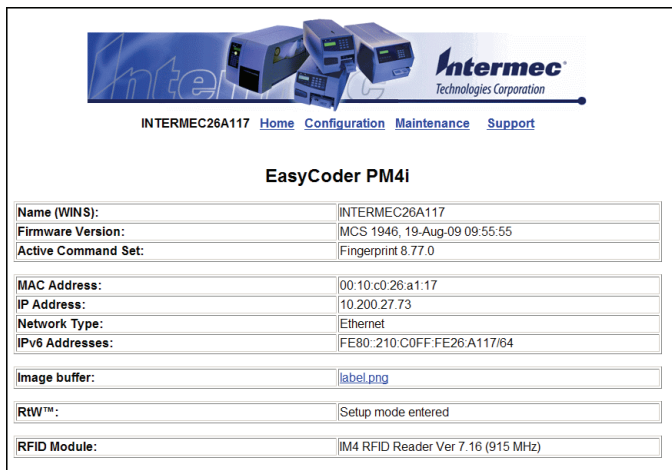 Inte
Intermec®
Technologies Corporation
INTERMEC26A117 Home Configuration Maintenance Support
EasyCoder PM4i
Name (WINS): INTERMEC26A117
Firmware Version: MCS 1946, 19-Aug-09 09:55:55
Active Command Set: Fingerprint 8.77.0
MAC Address: 00:10:c0:26:a1:17
IP Address: 10.200.27.73
Network Type: Ethernet
IPv6 Addresses: FE80::210:C0FF:FE26:A117/64
Image buffer: label.png
RtW™: Setup mode entered
RFID Module: IM4 RFID Reader Ver 7.16 (915 MHz)